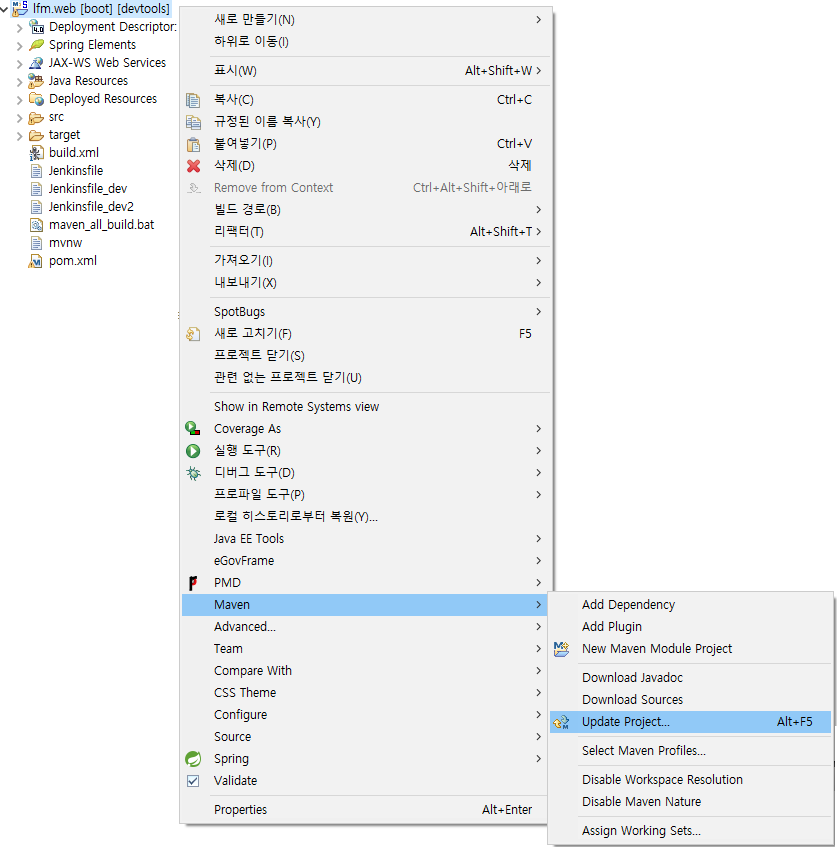 lfm.web [boot] [devtools]
Deployment Descriptor:
Spring Elements
JAX-WS Web Services
Java Resources
Deployed Resources
src
target
build.xml
Jenkinsfile
Jenkinsfile_dev
Jenkinsfile_dev2
maven_all_build.bat
mvnw
pom.xml
새로 만들기(N)
하위로 이동(I)
표시(W) Alt+Shift+W
복사(C) Ctrl+C
규정된 이름 복사(Y)
붙여넣기(P) Ctrl+V
삭제(D) 삭제
Remove from Context Ctrl+Alt+Shift+아래로
빌드 경로(B)
리팩터(T) Alt+Shift+T
가져오기(I)
내보내기(X)
SpotBugs
새로 고치기(F) F5
프로젝트 닫기(S)
관련 없는 프로젝트 닫기(U)
Show in Remote Systems view
Coverage As
실행 도구(R)
디버그 도구(D)
프로파일 도구(P)
로컬 히스토리로부터 복원(Y)...
Java EE Tools
eGovFrame
PMD
Maven
Advanced...
Team
Compare With
CSS Theme
Configure
Source
Spring
Validate
Properties Alt+Enter
Add Dependency
Add Plugin
New Maven Module Project
Download Javadoc
Download Sources
Update Project... Alt+F5
Select Maven Profiles...
Disable Workspace Resolution
Disable Maven Nature
Assign Working Sets...